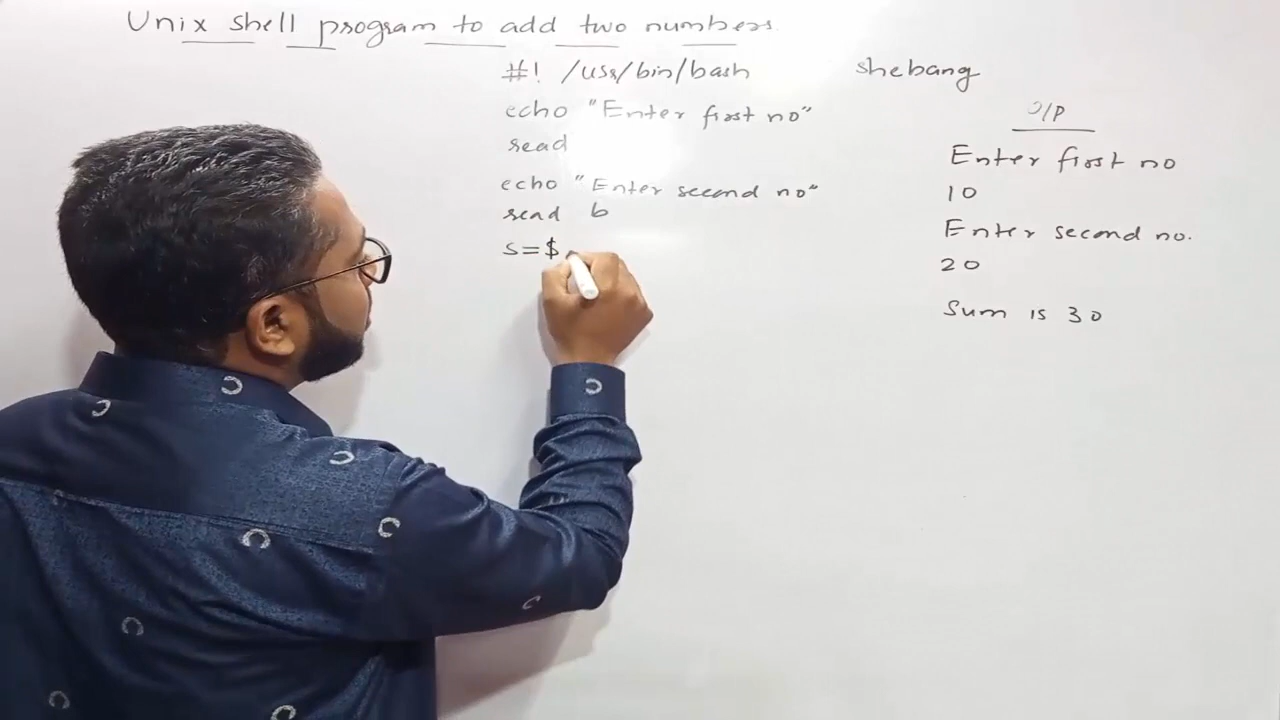 Unix shell program to add two numbers
#! /usr/bin/bash shebang
echo "Enter first no"
read
echo "Enter second no"
read b
s=$
O/P
Enter first no
10
Enter second no.
20
Sum is 30